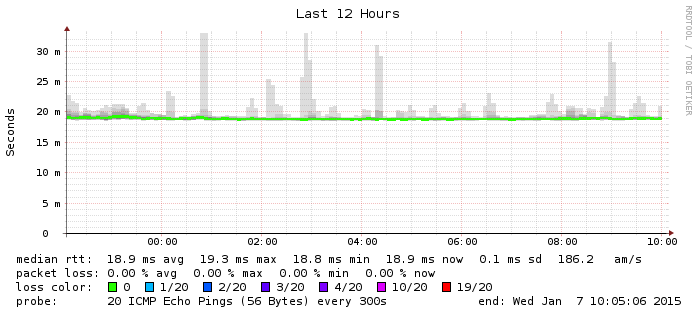 Last 12 Hours
RRDTOOL / TOBI OETIKER
Seconds
30 m
25 m
20 m
15 m
10 m
5 m
0
00:00 02:00 04:00 06:00 08:00 10:00
median rtt: 18.9 ms avg 19.3 ms max 18.8 ms min 18.9 ms now 0.1 ms sd 186.2 am/s
packet loss: 0.00 % avg 0.00 % max 0.00 % min 0.00 % now
loss color: 0 1/20 2/20 3/20 4/20 10/20 19/20
probe: 20 ICMP Echo Pings (56 Bytes) every 300s end: Wed Jan 7 10:05:06 2015